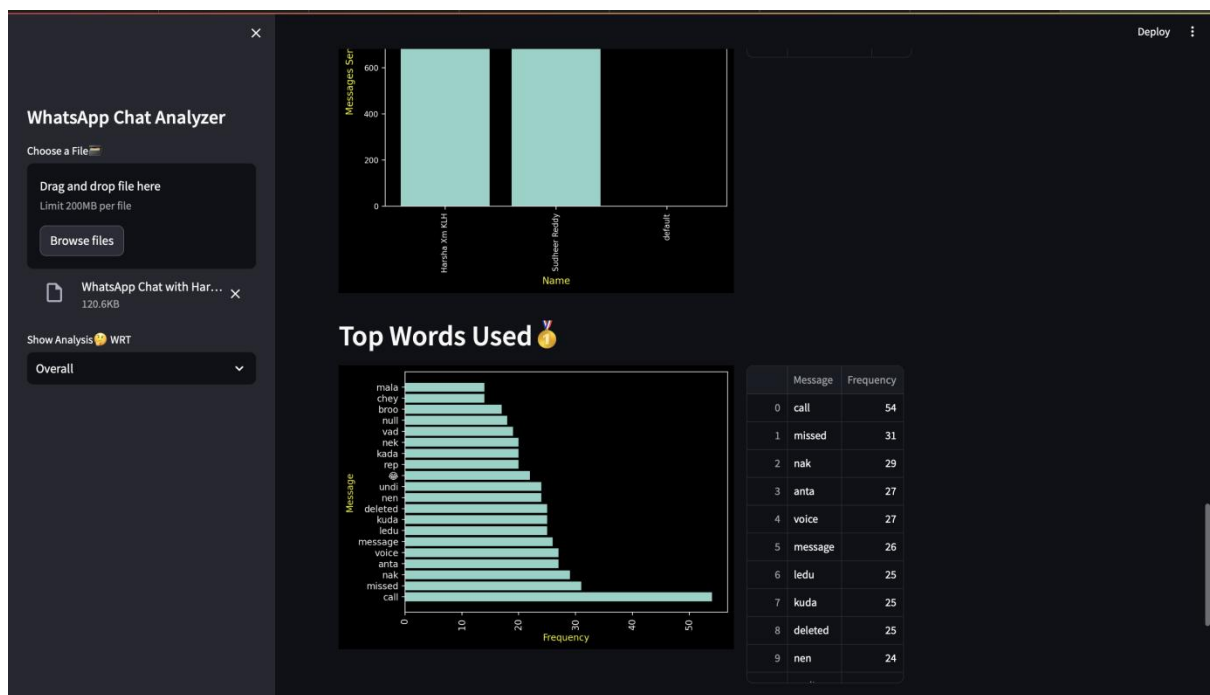 Deploy
WhatsApp Chat Analyzer
Choose a File
Drag and drop file here
Limit 200MB per file
Browse files
WhatsApp Chat with Har...
120.6KB
Show Analysis🤔 WRT
Overall
Messages Ser
600
400
200
0
Harsha Xm KLH
Sudheer Reddy
default
Name
Top Words Used🥇
Message
mala
chey
broo
null
vad
nek
kada
rep
😂
undi
nen
deleted
kuda
ledu
message
voice
anta
nak
missed
call
0 10 20 30 40 50
Frequency
Message Frequency
0 call 54
1 missed 31
2 nak 29
3 anta 27
4 voice 27
5 message 26
6 ledu 25
7 kuda 25
8 deleted 25
9 nen 24